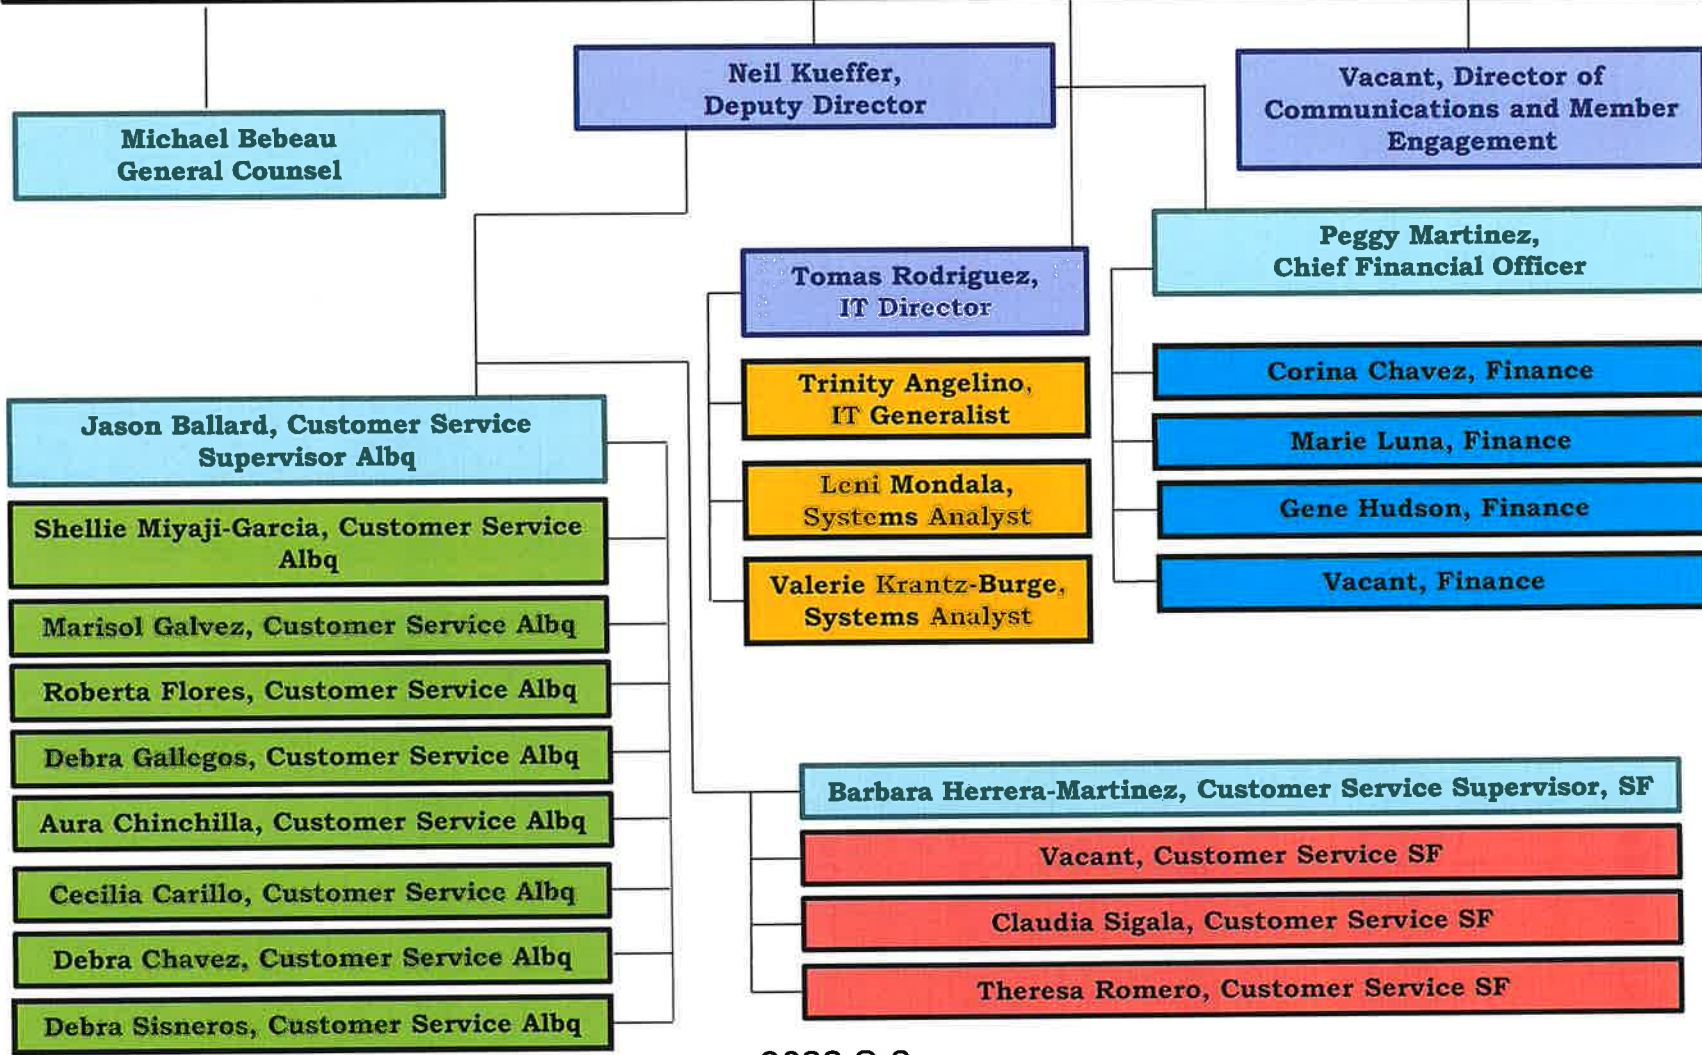 Neil Kueffer,
Deputy Director
Vacant, Director of
Communications and Member
Engagement
Michael Bebeau
General Counsel
Peggy Martinez,
Chief Financial Officer
Tomas Rodriguez,
IT Director
Trinity Angelino,
IT Generalist
Leni Mondala,
Systems Analyst
Valerie Krantz-Burge,
Systems Analyst
Corina Chavez, Finance
Marie Luna, Finance
Gene Hudson, Finance
Vacant, Finance
Jason Ballard, Customer Service
Supervisor Albq
Shellie Miyaji-Garcia, Customer Service
Albq
Marisol Galvez, Customer Service Albq
Roberta Flores, Customer Service Albq
Debra Gallegos, Customer Service Albq
Aura Chinchilla, Customer Service Albq
Cecilia Carillo, Customer Service Albq
Debra Chavez, Customer Service Albq
Debra Sisneros, Customer Service Albq
Barbara Herrera-Martinez, Customer Service Supervisor, SF
Vacant, Customer Service SF
Claudia Sigala, Customer Service SF
Theresa Romero, Customer Service SF